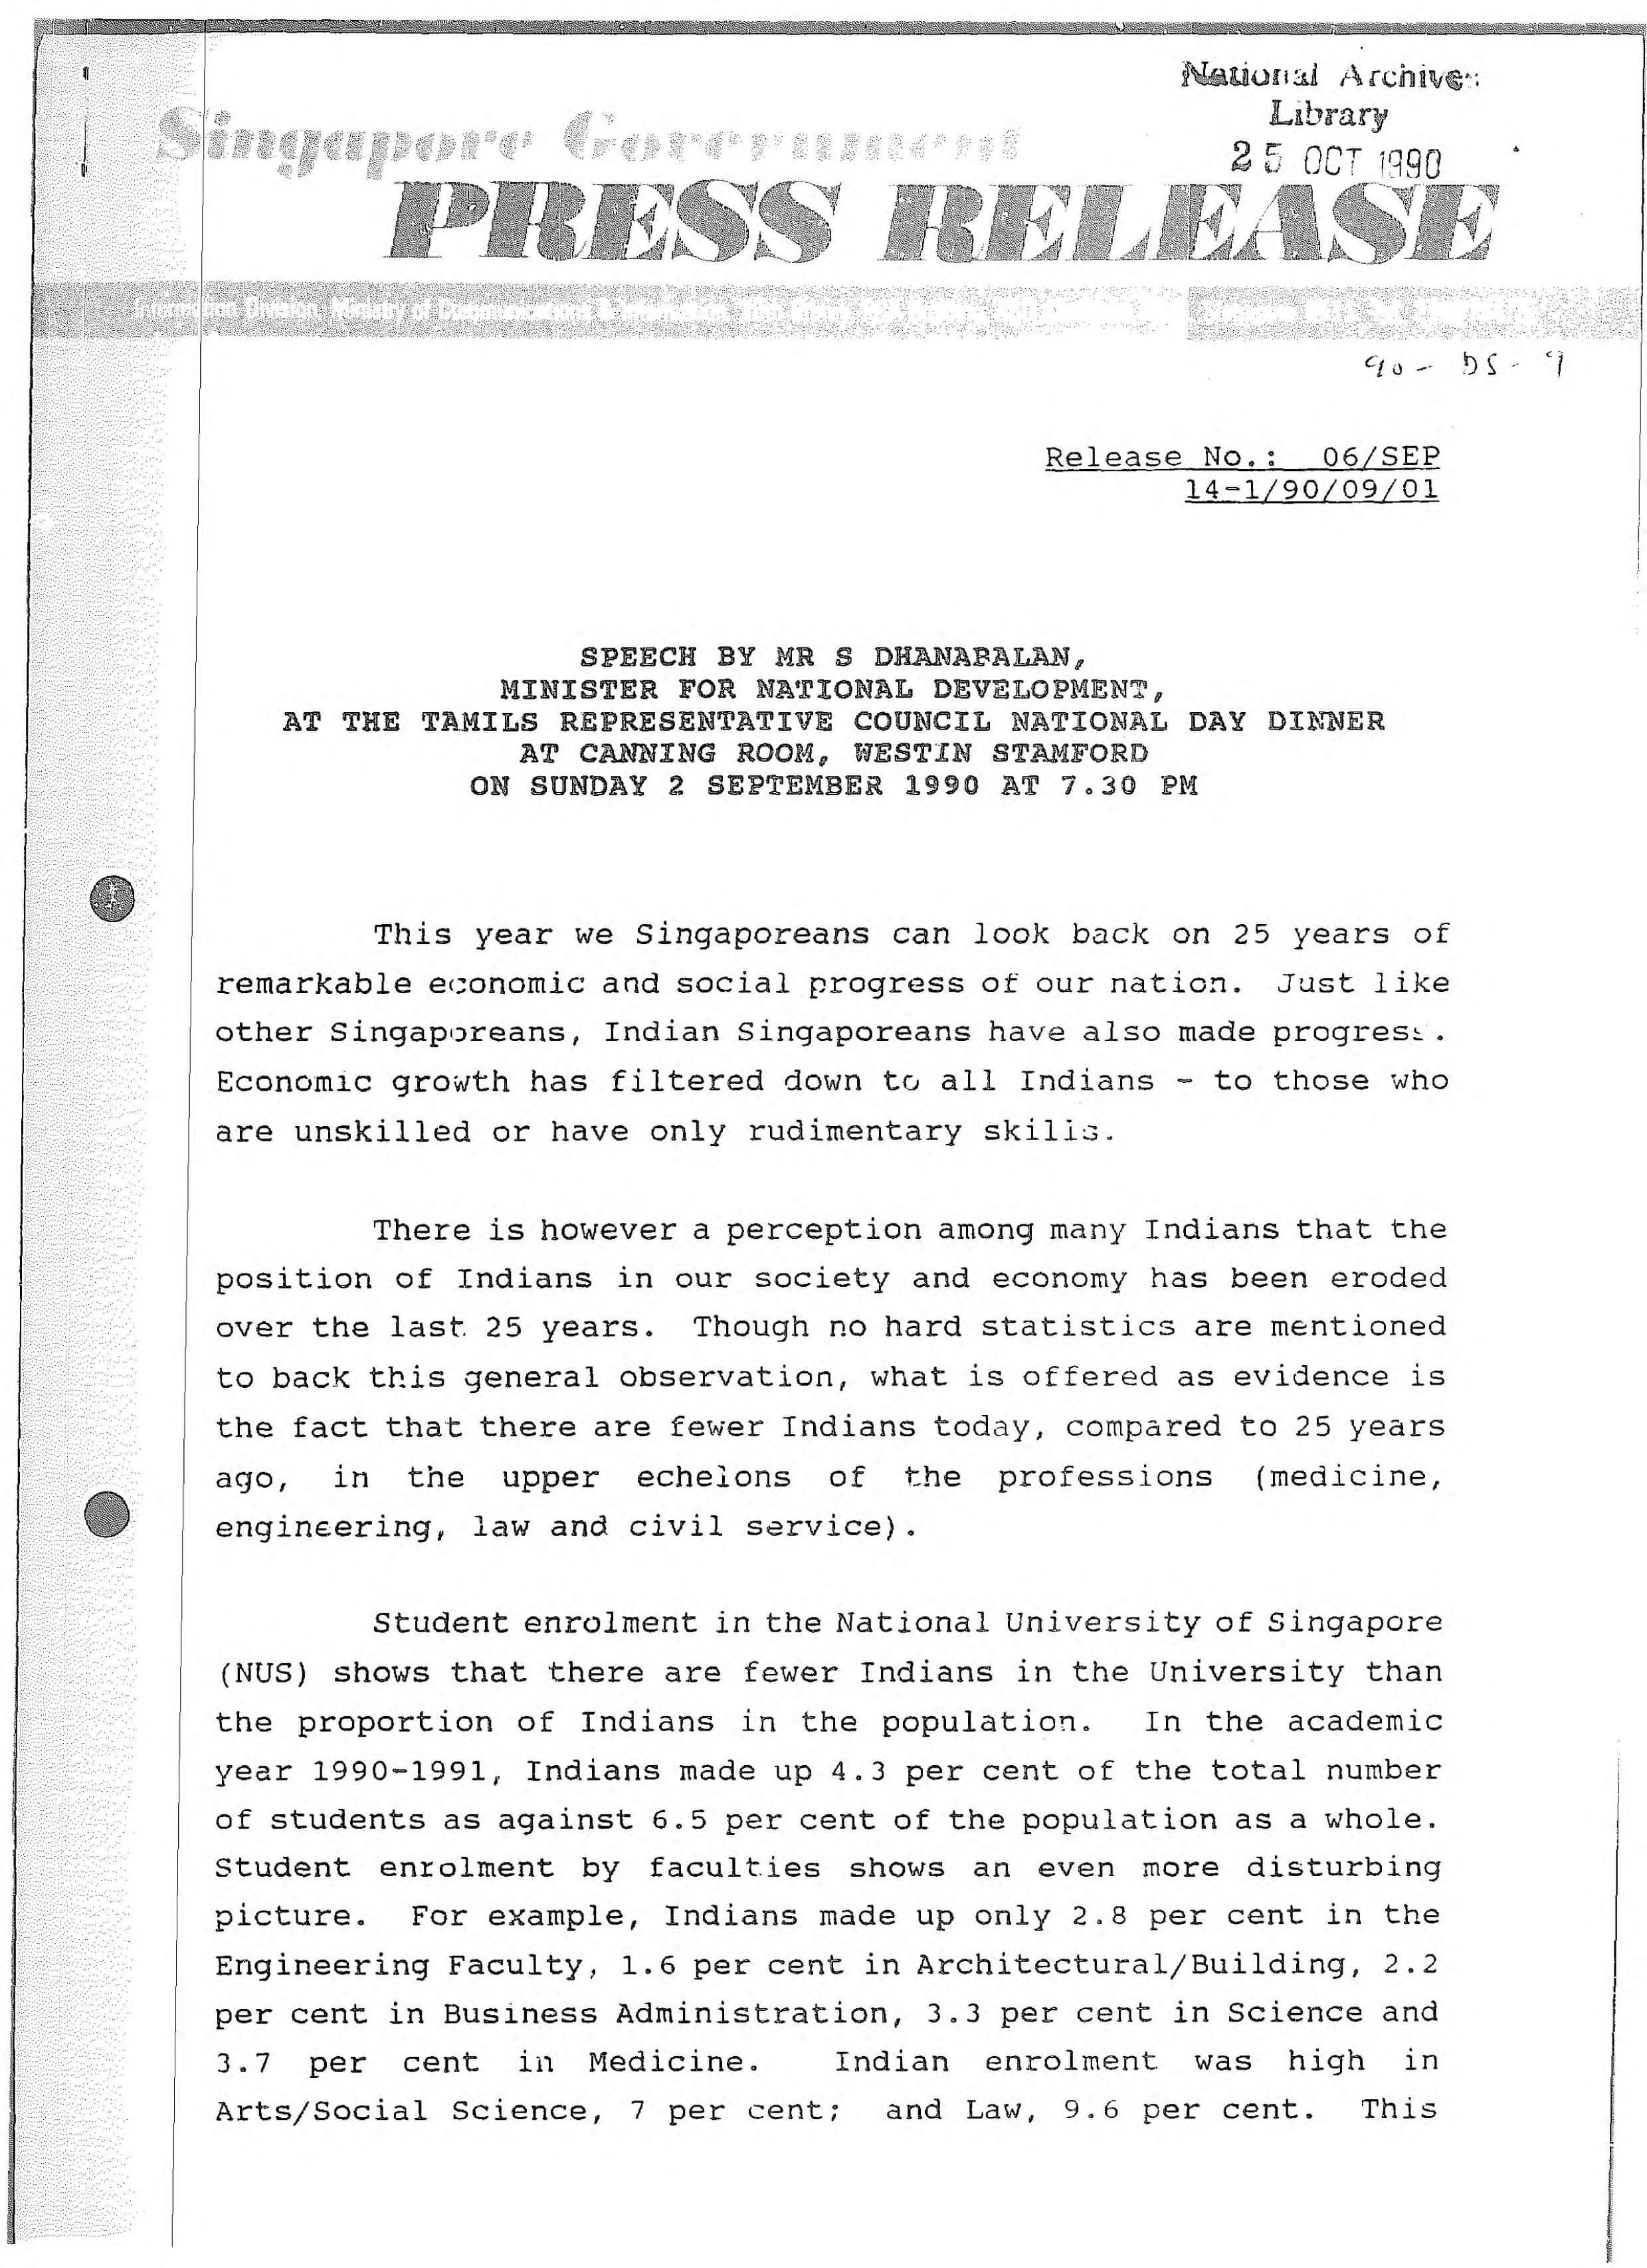 National Archives
Library
25 OCT 1990
Singapore Government
PRESS RELEASE
Information Division, Ministry of Communications &
90-DS-9
Release No.: 06/SEP
14-1/90/09/01
SPEECH BY MR S DHANABALAN,
MINISTER FOR NATIONAL DEVELOPMENT,
AT THE TAMILS REPRESENTATIVE COUNCIL NATIONAL DAY DINNER
AT CANNING ROOM, WESTIN STAMFORD
ON SUNDAY 2 SEPTEMBER 1990 AT 7.30 PM
This year we Singaporeans can look back on 25 years of
remarkable economic and social progress of our nation. Just like
other Singaporeans, Indian Singaporeans have also made progress.
Economic growth has filtered down to all Indians - to those who
are unskilled or have only rudimentary skills.
There is however a perception among many Indians that the
position of Indians in our society and economy has been eroded
over the last 25 years. Though no hard statistics are mentioned
to back this general observation, what is offered as evidence is
the fact that there are fewer Indians today, compared to 25 years
ago, in the upper echelons of the professions (medicine,
engineering, law and civil service).
Student enrolment in the National University of Singapore
(NUS) shows that there are fewer Indians in the University than
the proportion of Indians in the population. In the academic
year 1990-1991, Indians made up 4.3 per cent of the total number
of students as against 6.5 per cent of the population as a whole.
Student enrolment by faculties shows an even more disturbing
picture. For example, Indians made up only 2.8 per cent in the
Engineering Faculty, 1.6 per cent in Architectural/Building, 2.2
per cent in Business Administration, 3.3 per cent in Science and
3.7 per cent in Medicine. Indian enrolment was high in
Arts/Social Science, 7 per cent; and Law, 9.6 per cent. This